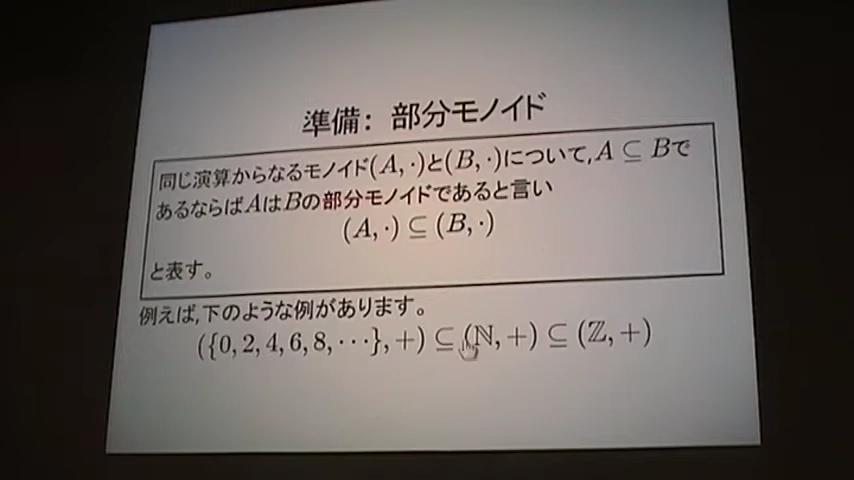 準備: 部分モノイド
同じ演算からなるモノイド(A, ·)と(B, ·)について, A ⊆ Bで
あるならばAはBの部分モノイドであると言い
(A, ·) ⊆ (B, ·)
と表す。
例えば, 下のような例があります。
({0, 2, 4, 6, 8, ⋯}, +) ⊆ (ℕ, +) ⊆ (ℤ, +)